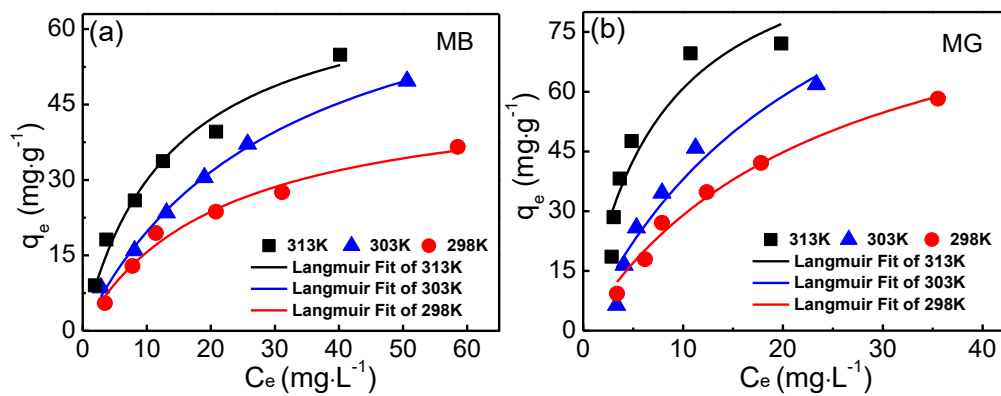 (a)
MB
60
45
30
15
0
qₑ (mg·g⁻¹)
313K 303K 298K
Langmuir Fit of 313K
Langmuir Fit of 303K
Langmuir Fit of 298K
0 10 20 30 40 50 60
Cₑ (mg·L⁻¹)
(b)
MG
75
60
45
30
15
0
qₑ (mg·g⁻¹)
313K 303K 298K
Langmuir Fit of 313K
Langmuir Fit of 303K
Langmuir Fit of 298K
0 10 20 30 40
Cₑ (mg·L⁻¹)